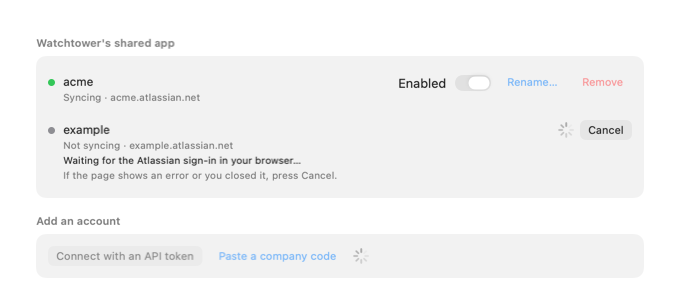 Watchtower's shared app
acme
Enabled
Rename...
Remove
Syncing · acme.atlassian.net
example
Cancel
Not syncing · example.atlassian.net
Waiting for the Atlassian sign-in in your browser...
If the page shows an error or you closed it, press Cancel.
Add an account
Connect with an API token
Paste a company code